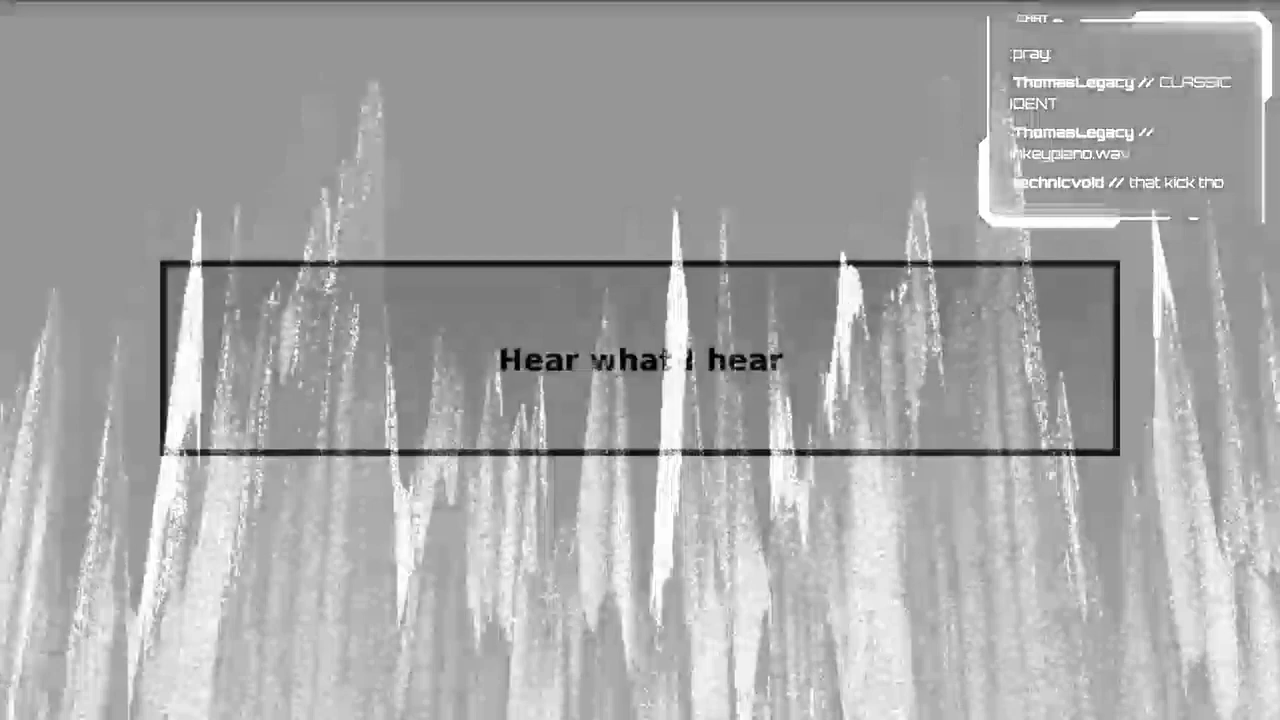 CHAT
:pray:
ThomasLegacy // CLASSIC
IDENT
ThomasLegacy //
inkeypiano.wav
technicvoid // that kick tho
Hear what I hear